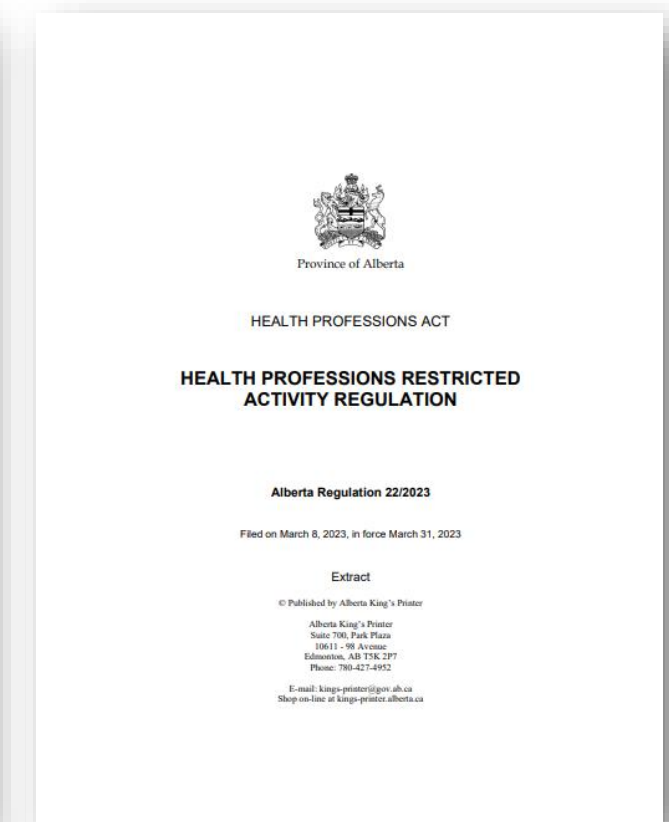 Province of Alberta
HEALTH PROFESSIONS ACT
HEALTH PROFESSIONS RESTRICTED
ACTIVITY REGULATION
Alberta Regulation 22/2023
Filed on March 8, 2023, in force March 31, 2023
Extract
© Published by Alberta King's Printer
Alberta King's Printer
Suite 700, Park Plaza
10611 - 98 Avenue
Edmonton, AB T5K 2P7
Phone: 780-427-4952
E-mail: kings-printer@gov.ab.ca
Shop on-line at kings-printer.alberta.ca